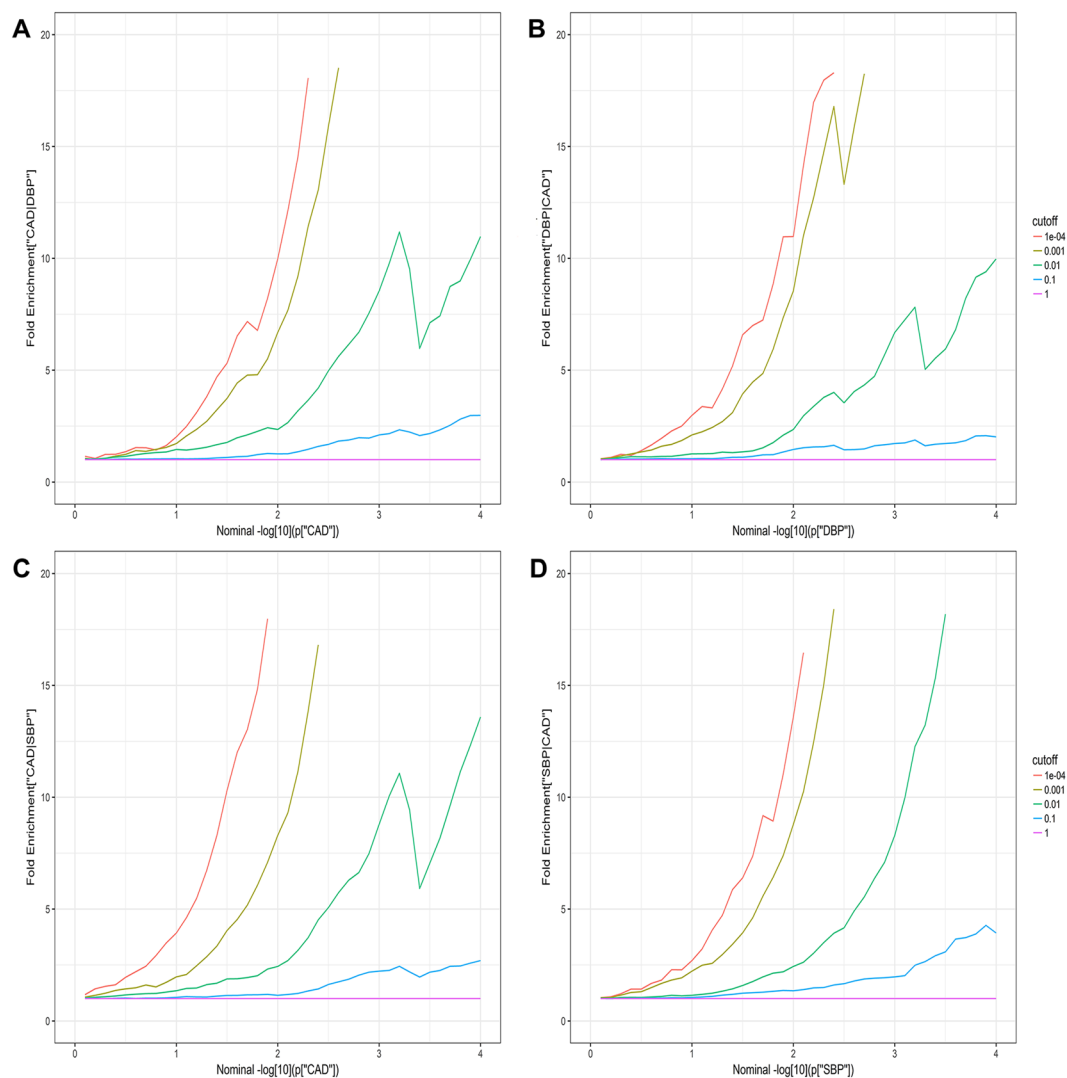 A
20
15
10
5
0
Fold Enrichment["CAD|DBP"]
0 1 2 3 4
Nominal -log[10](p["CAD"])
B
20
15
10
5
0
Fold Enrichment["DBP|CAD"]
0 1 2 3 4
Nominal -log[10](p["DBP"])
cutoff
1e-04
0.001
0.01
0.1
1
C
20
15
10
5
0
Fold Enrichment["CAD|SBP"]
0 1 2 3 4
Nominal -log[10](p["CAD"])
D
20
15
10
5
0
Fold Enrichment["SBP|CAD"]
0 1 2 3 4
Nominal -log[10](p["SBP"])
cutoff
1e-04
0.001
0.01
0.1
1